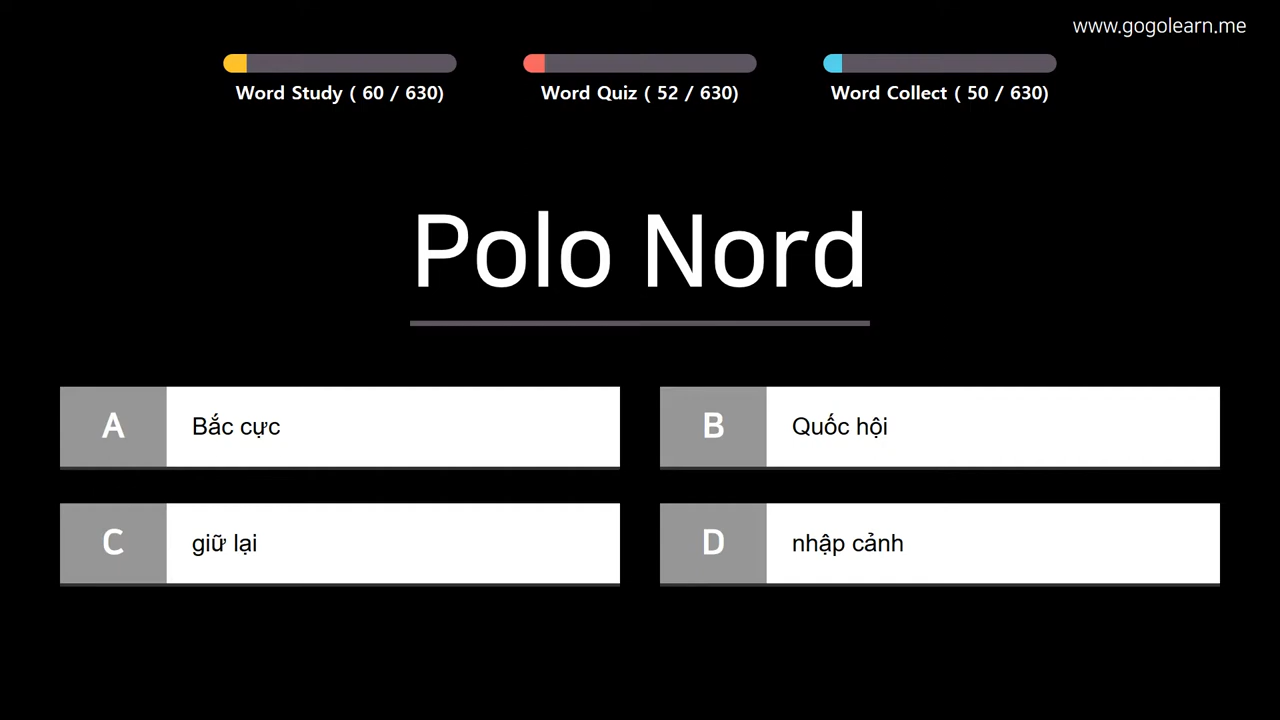 www.gogolearn.me
Word Study ( 60 / 630)
Word Quiz ( 52 / 630)
Word Collect ( 50 / 630)
Polo Nord
A Bắc cực
B Quốc hội
C giữ lại
D nhập cảnh